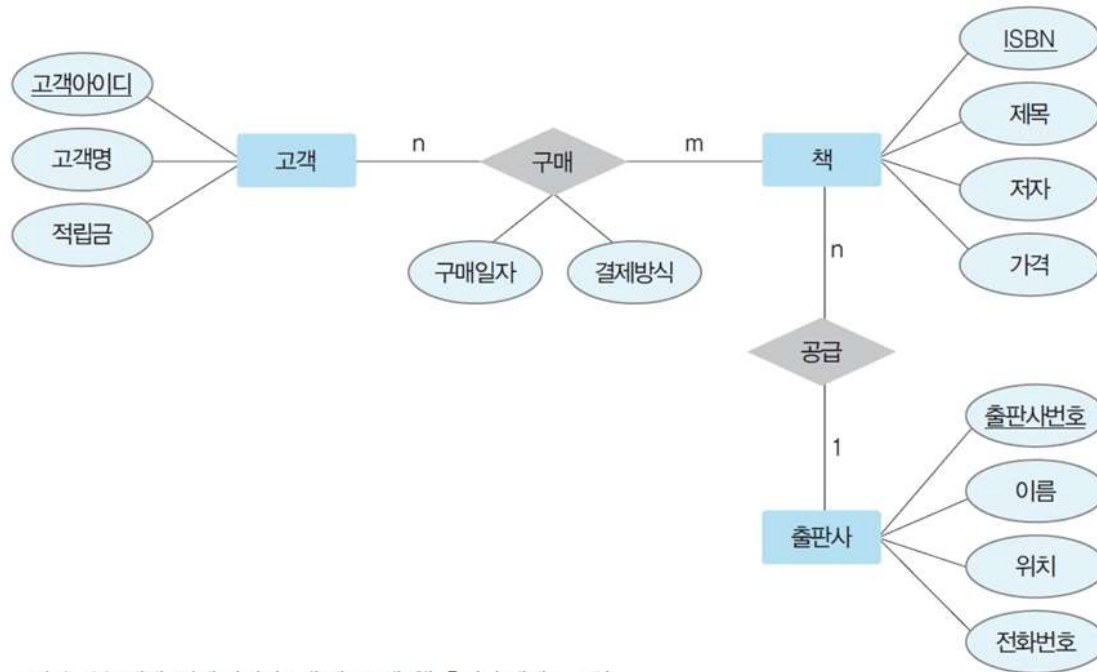 고객아이디
고객명
적립금
고객
n
구매
m
책
구매일자
결제방식
ISBN
제목
저자
가격
n
공급
1
출판사
출판사번호
이름
위치
전화번호